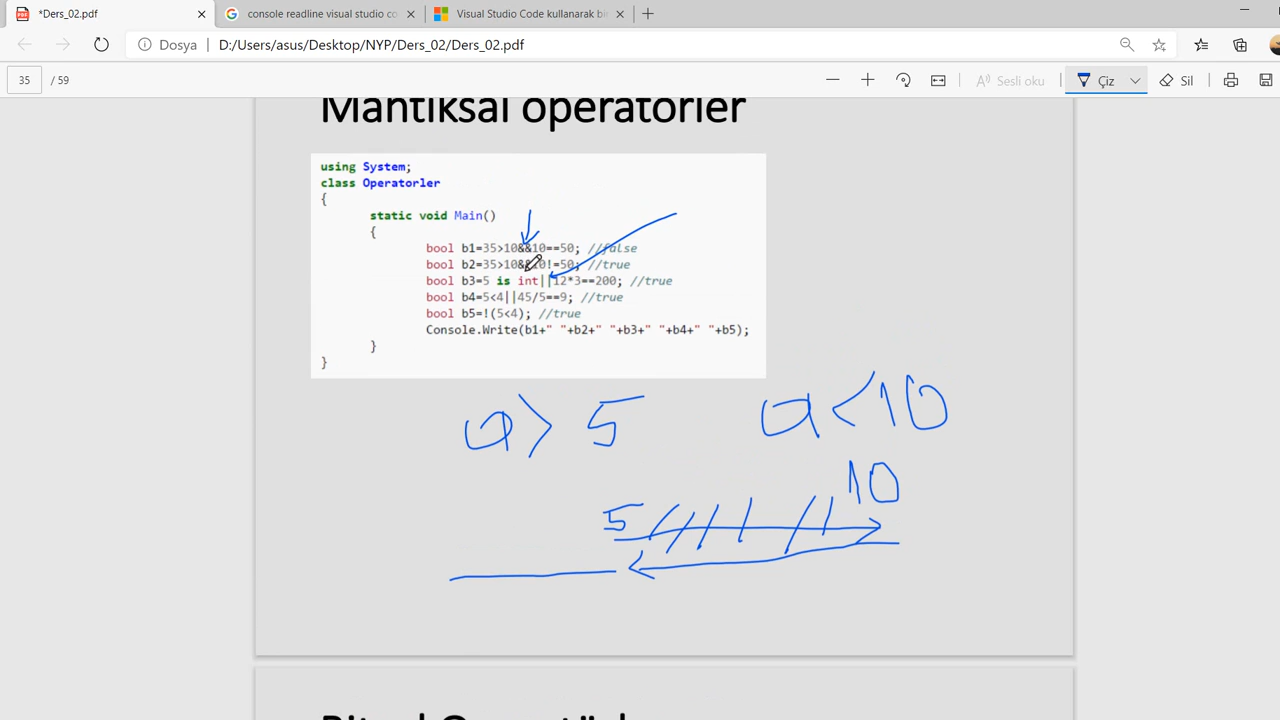 *Ders_02.pdf
console readline visual studio co
Visual Studio Code kullanarak bir
Dosya D:/Users/asus/Desktop/NYP/Ders_02/Ders_02.pdf
35 / 59
Sesli oku
Çiz
Sil
Mantıksal operatörler
using System;
class Operatorler
{
static void Main()
{
bool b1=35>10&&10==50; //false
bool b2=35>10&&10!=50; //true
bool b3=5 is int||12*3==200; //true
bool b4=5<4||45/5==9; //true
bool b5=!(5<4); //true
Console.Write(b1+" "+b2+" "+b3+" "+b4+" "+b5);
}
}
a > 5 a < 10
5 10